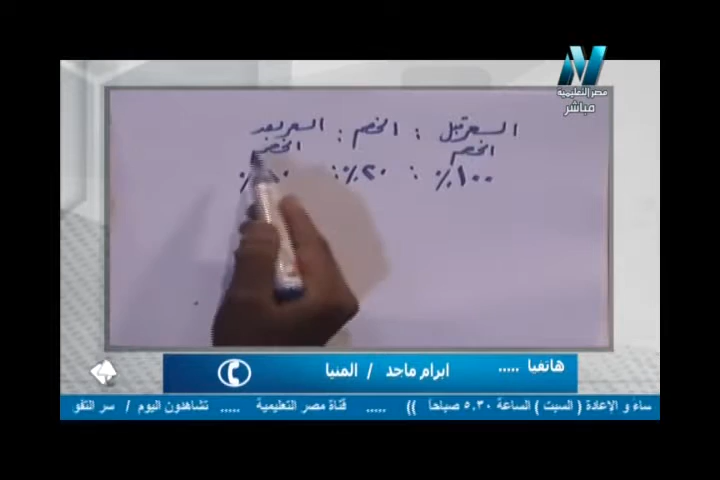 مصر التعليمية
مباشر
السعر قبل : الخصم : السعر بعد
الخصم الخصم
١٠٠٪ : ٢٠٪ :
هاتفيا ..... ابرام ماجد / المنيا
ساءً و الإعادة ( السبت ) الساعة ٥.٣٠ صباحاً )) ..... قناة مصر التعليمية ..... تشاهدون اليوم / سر التفو